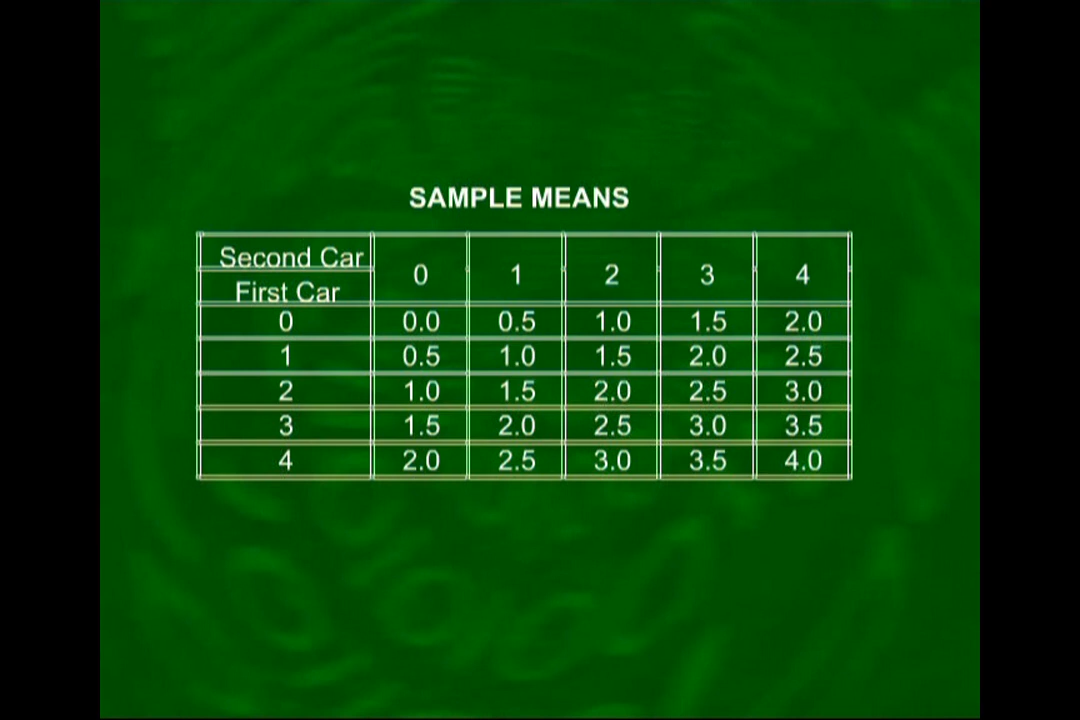 SAMPLE MEANS
Second Car 0 1 2 3 4
First Car
0 0.0 0.5 1.0 1.5 2.0
1 0.5 1.0 1.5 2.0 2.5
2 1.0 1.5 2.0 2.5 3.0
3 1.5 2.0 2.5 3.0 3.5
4 2.0 2.5 3.0 3.5 4.0